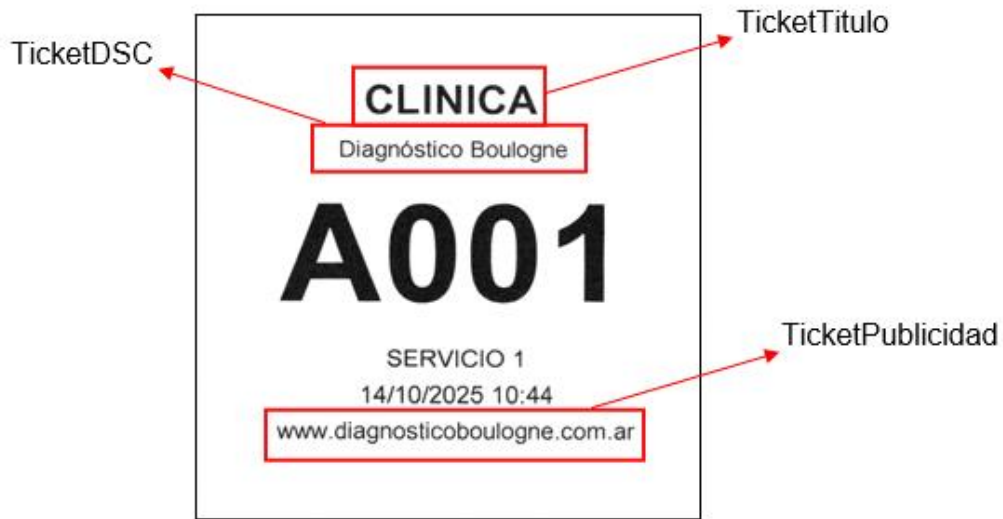 TicketTitulo
TicketDSC
CLINICA
Diagnóstico Boulogne
A001
SERVICIO 1
TicketPublicidad
14/10/2025 10:44
www.diagnosticoboulogne.com.ar